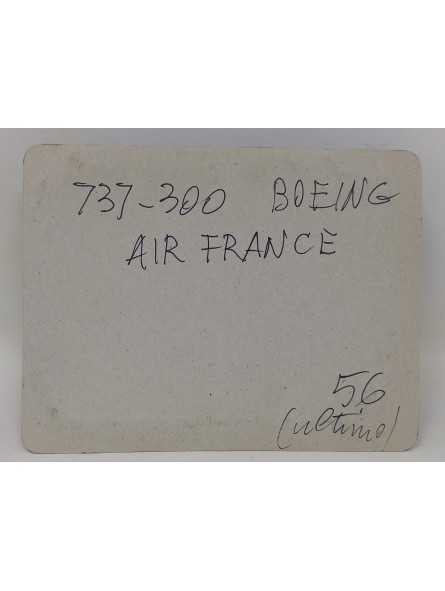 737-300 BOEING
AIR FRANCE
56
(ultimo)